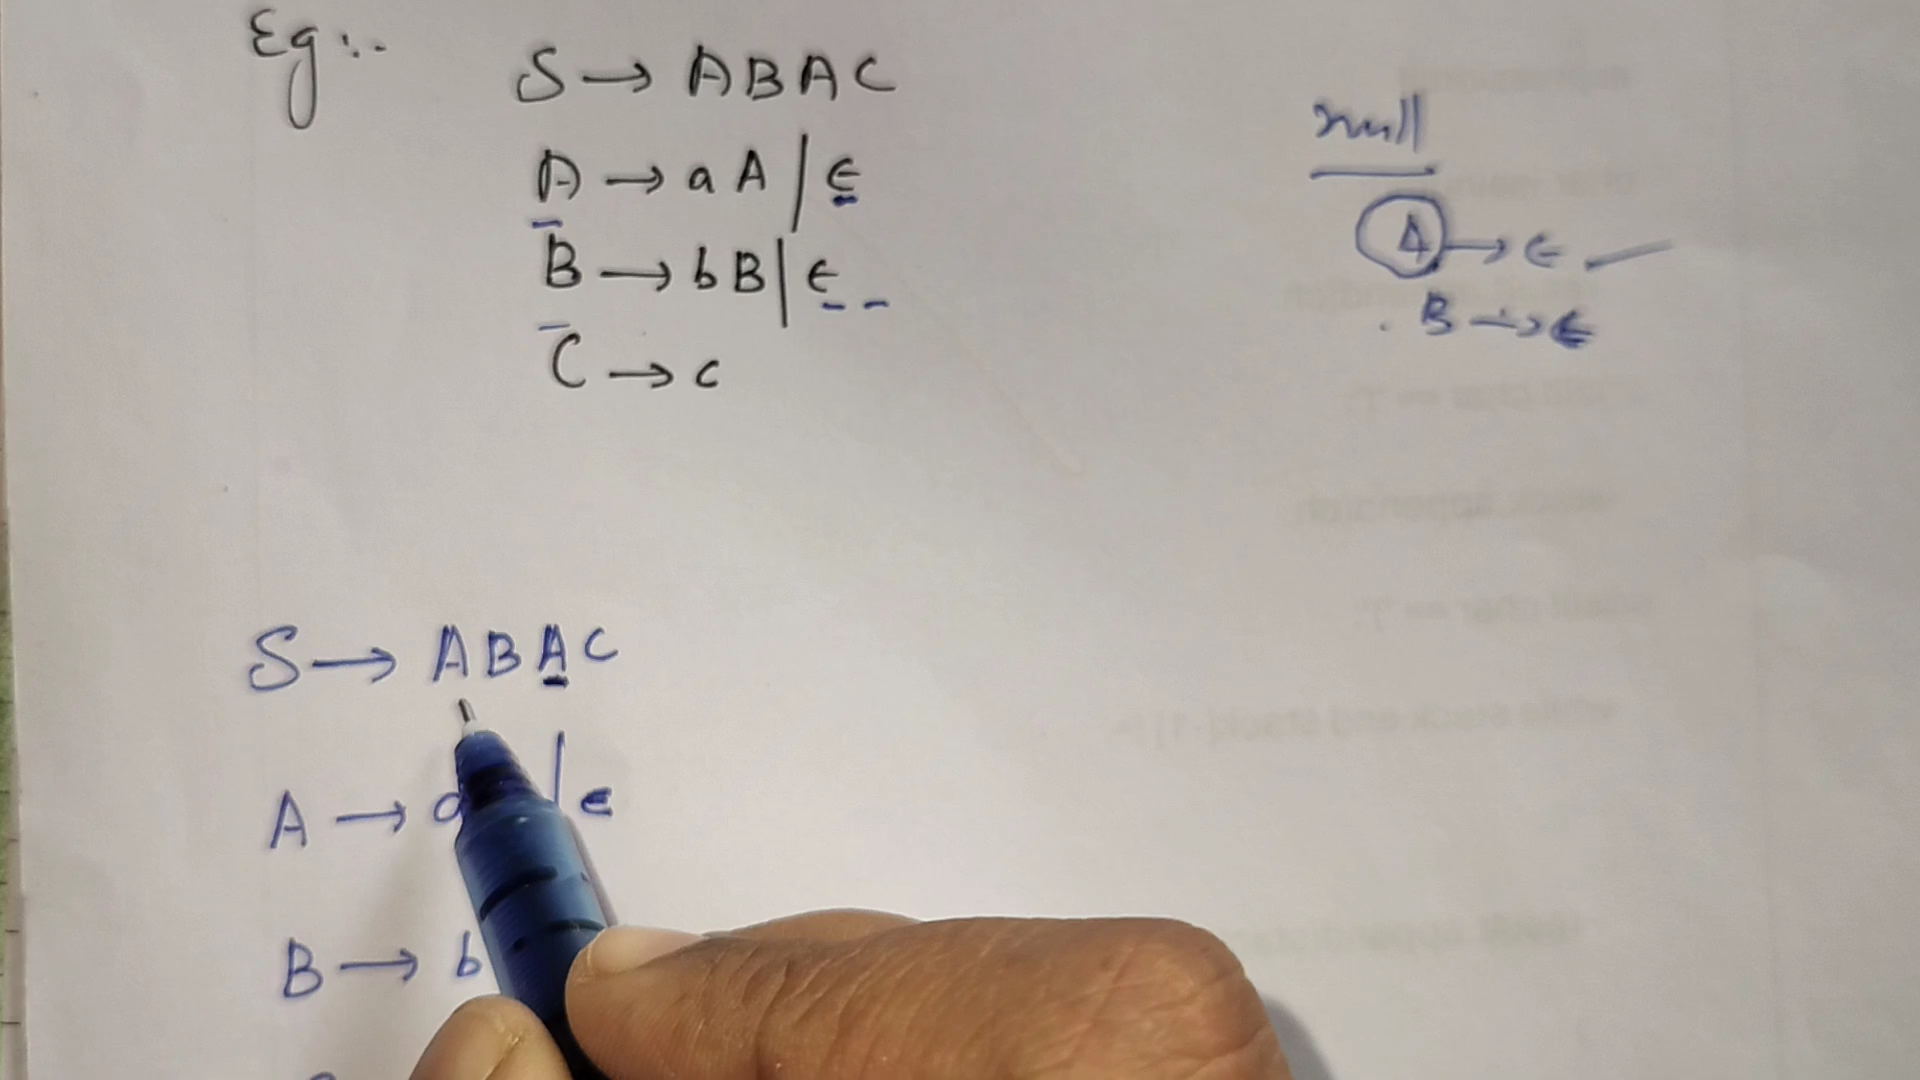 Eg :-
S → ABAC
A → aA | ϵ
B → bB | ϵ
C → c
null
A → ϵ
B → ϵ
S → ABAC
A → a | ϵ
B → b